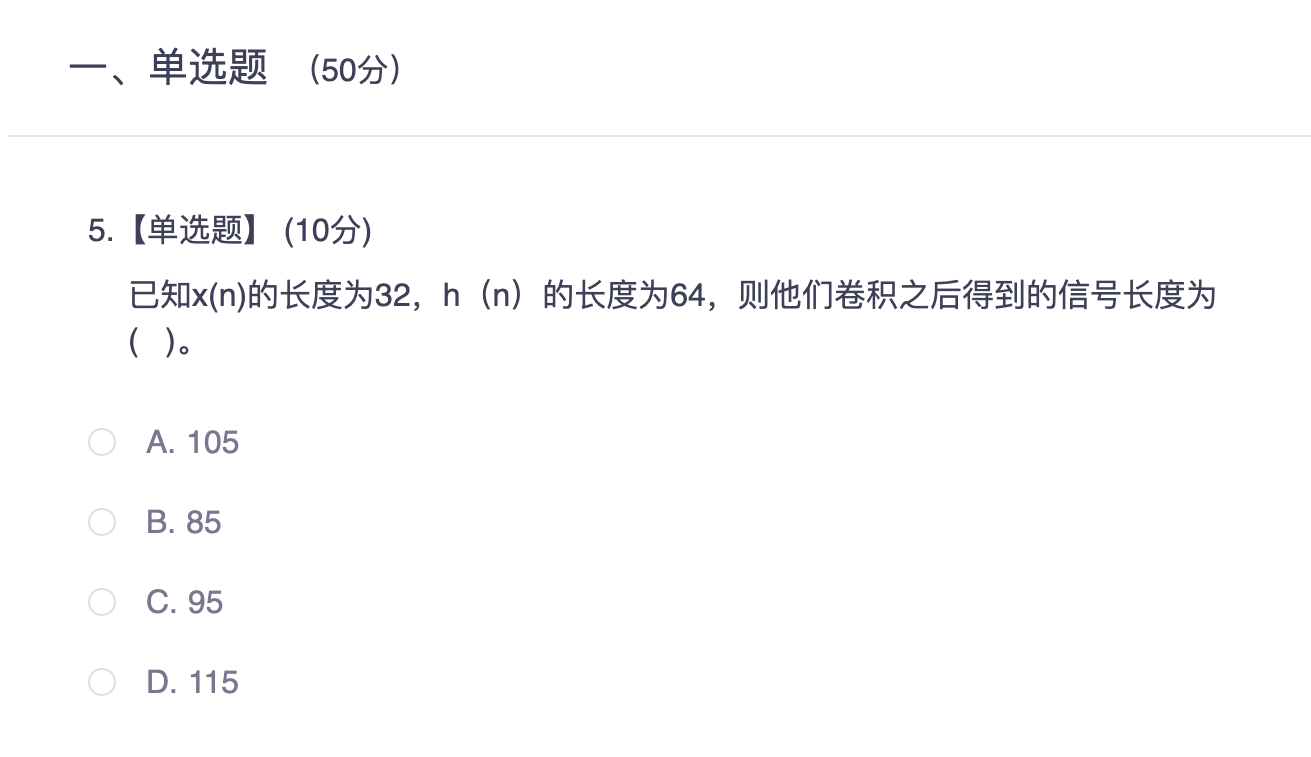 一、单选题 （50分）
5.【单选题】 (10分)
已知x(n)的长度为32，h（n）的长度为64，则他们卷积之后得到的信号长度为
( )。
A. 105
B. 85
C. 95
D. 115